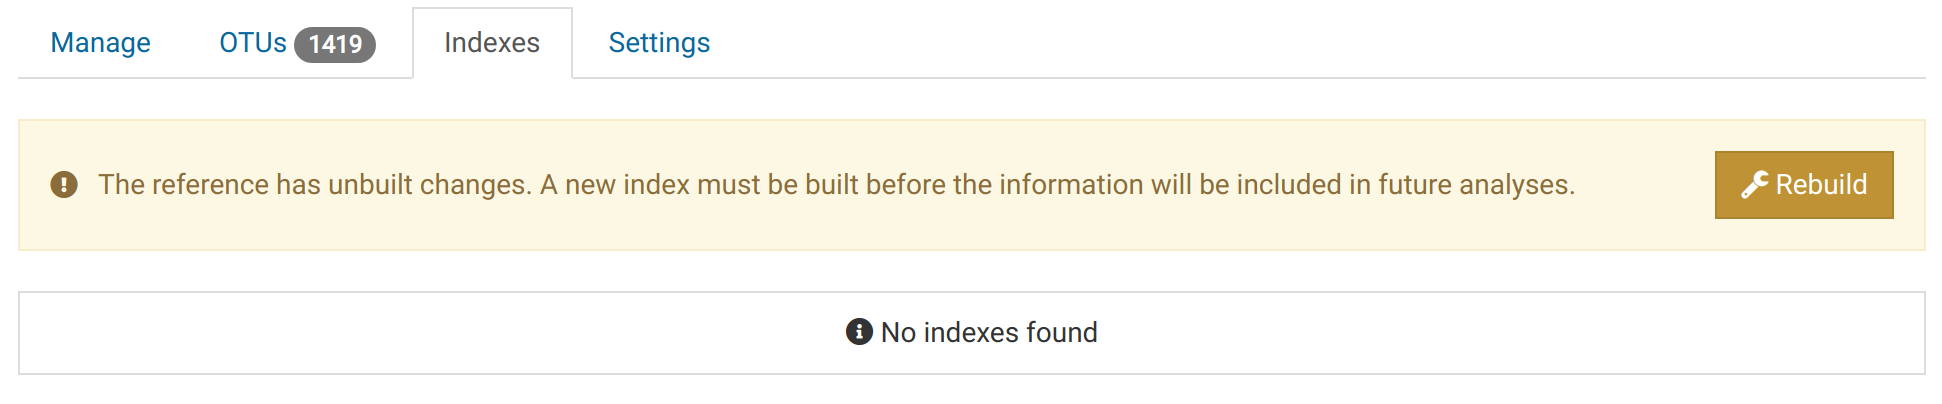 Manage OTUs 1419 Indexes Settings
The reference has unbuilt changes. A new index must be built before the information will be included in future analyses. Rebuild
No indexes found